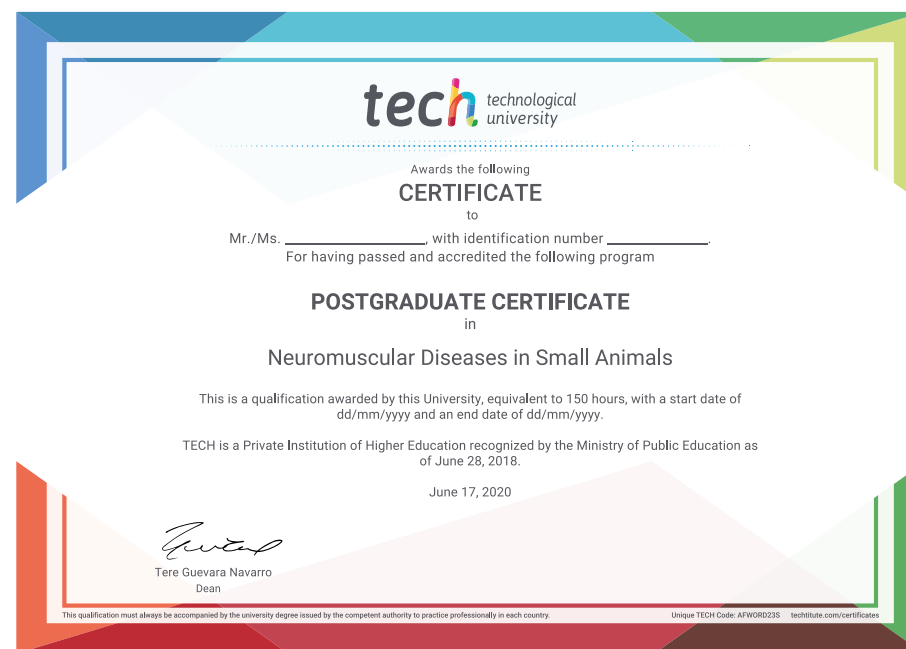 tech technological
university
Awards the following
CERTIFICATE
to
Mr./Ms. ____________________, with identification number ______________.
For having passed and accredited the following program
POSTGRADUATE CERTIFICATE
in
Neuromuscular Diseases in Small Animals
This is a qualification awarded by this University, equivalent to 150 hours, with a start date of
dd/mm/yyyy and an end date of dd/mm/yyyy.
TECH is a Private Institution of Higher Education recognized by the Ministry of Public Education as
of June 28, 2018.
June 17, 2020
Tere Guevara Navarro
Dean
This qualification must always be accompanied by the university degree issued by the competent authority to practice professionally in each country. Unique TECH Code: AFWORD23S techtitute.com/certificates